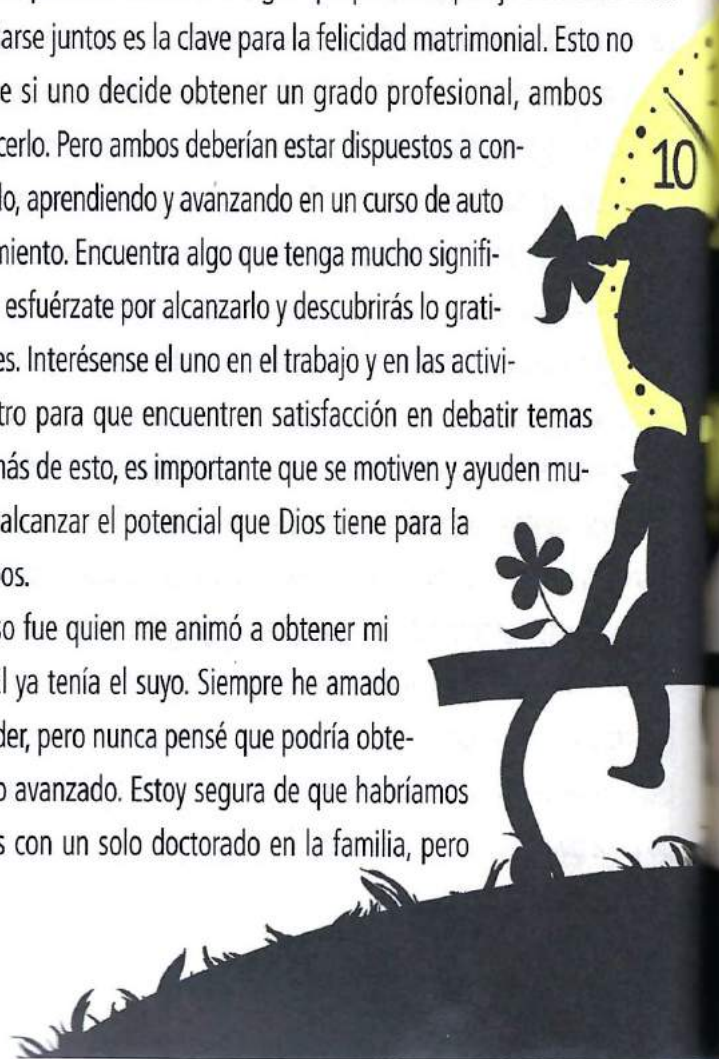 arse juntos es la clave para la felicidad matrimonial. Esto no
e si uno decide obtener un grado profesional, ambos
cerlo. Pero ambos deberían estar dispuestos a con-
lo, aprendiendo y avanzando en un curso de auto
miento. Encuentra algo que tenga mucho signifi-
esfuérzate por alcanzarlo y descubrirás lo grati-
es. Interésense el uno en el trabajo y en las activi-
tro para que encuentren satisfacción en debatir temas
más de esto, es importante que se motiven y ayuden mu-
alcanzar el potencial que Dios tiene para la
os.
so fue quien me animó a obtener mi
l ya tenía el suyo. Siempre he amado
der, pero nunca pensé que podría obte-
o avanzado. Estoy segura de que habríamos
s con un solo doctorado en la familia, pero
10